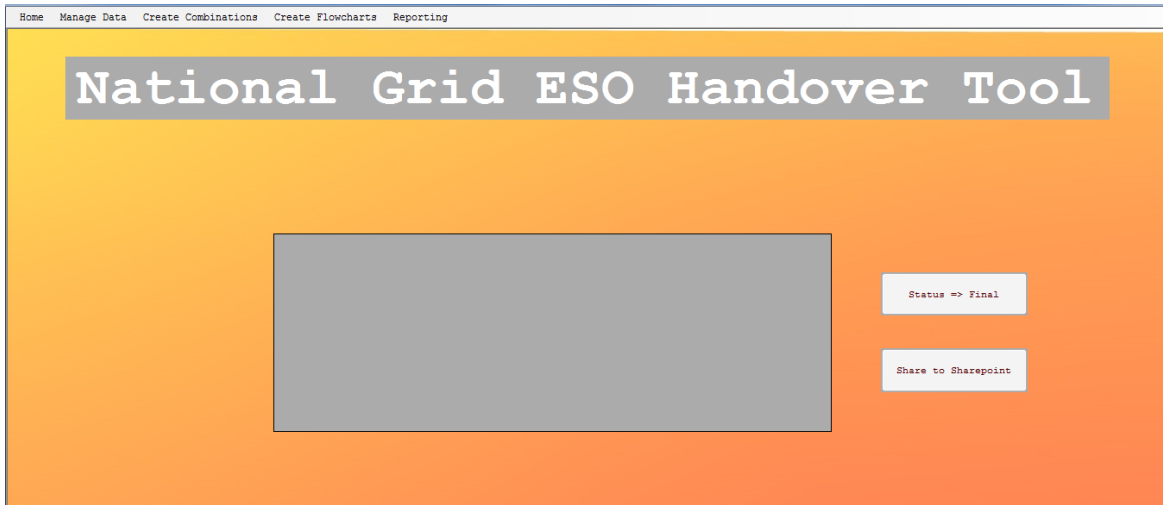 Home Manage Data Create Combinations Create Flowcharts Reporting
National Grid ESO Handover Tool
Status => Final
Share to Sharepoint